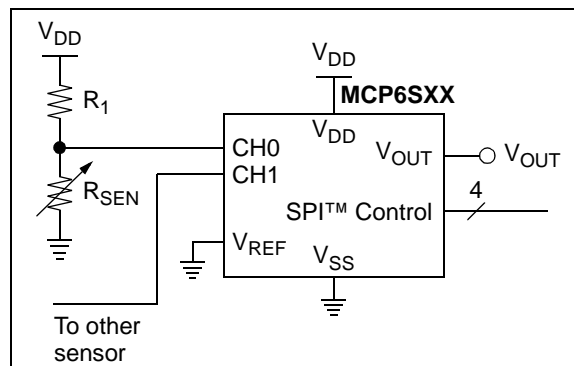 V_DD
R_1
R_SEN
To other
sensor
V_DD
MCP6SXX
V_DD
CH0
CH1
V_REF
V_SS
V_OUT
SPI™ Control
V_OUT
4